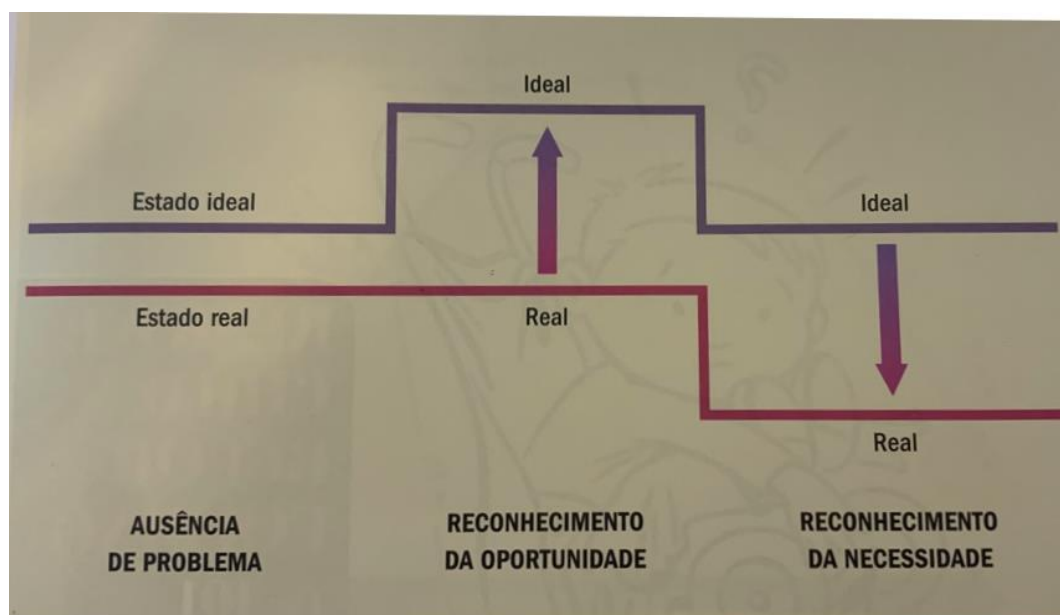 Ideal
Estado ideal
Ideal
Estado real
Real
Real
AUSÊNCIA
DE PROBLEMA
RECONHECIMENTO
DA OPORTUNIDADE
RECONHECIMENTO
DA NECESSIDADE